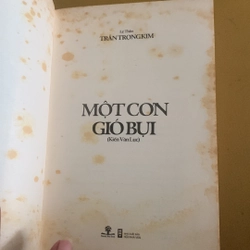 Lệ Thần
TRẦN TRỌNG KIM
MỘT CƠN
GIÓ BỤI
(Kiến Văn Lục)